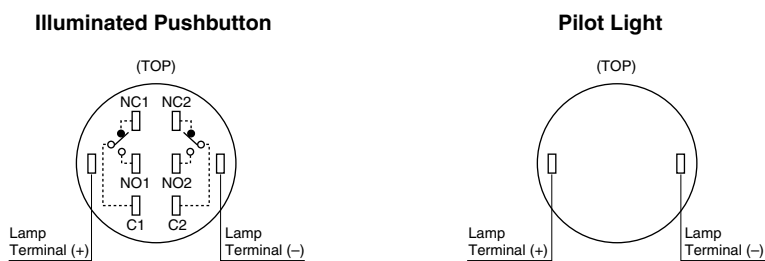 Illuminated Pushbutton
(TOP)
NC1 NC2
NO1 NO2
C1 C2
Lamp
Terminal (+)
Lamp
Terminal (–)
Pilot Light
(TOP)
Lamp
Terminal (+)
Lamp
Terminal (–)